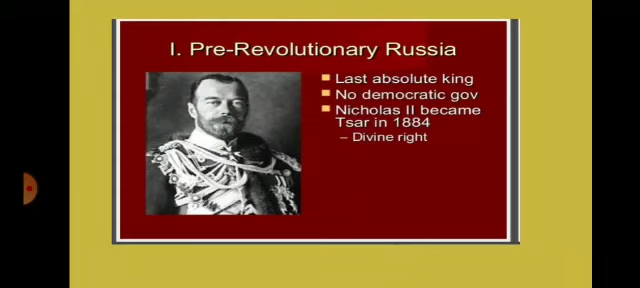 I. Pre-Revolutionary Russia
Last absolute king
No democratic gov
Nicholas II became
Tsar in 1884
– Divine right